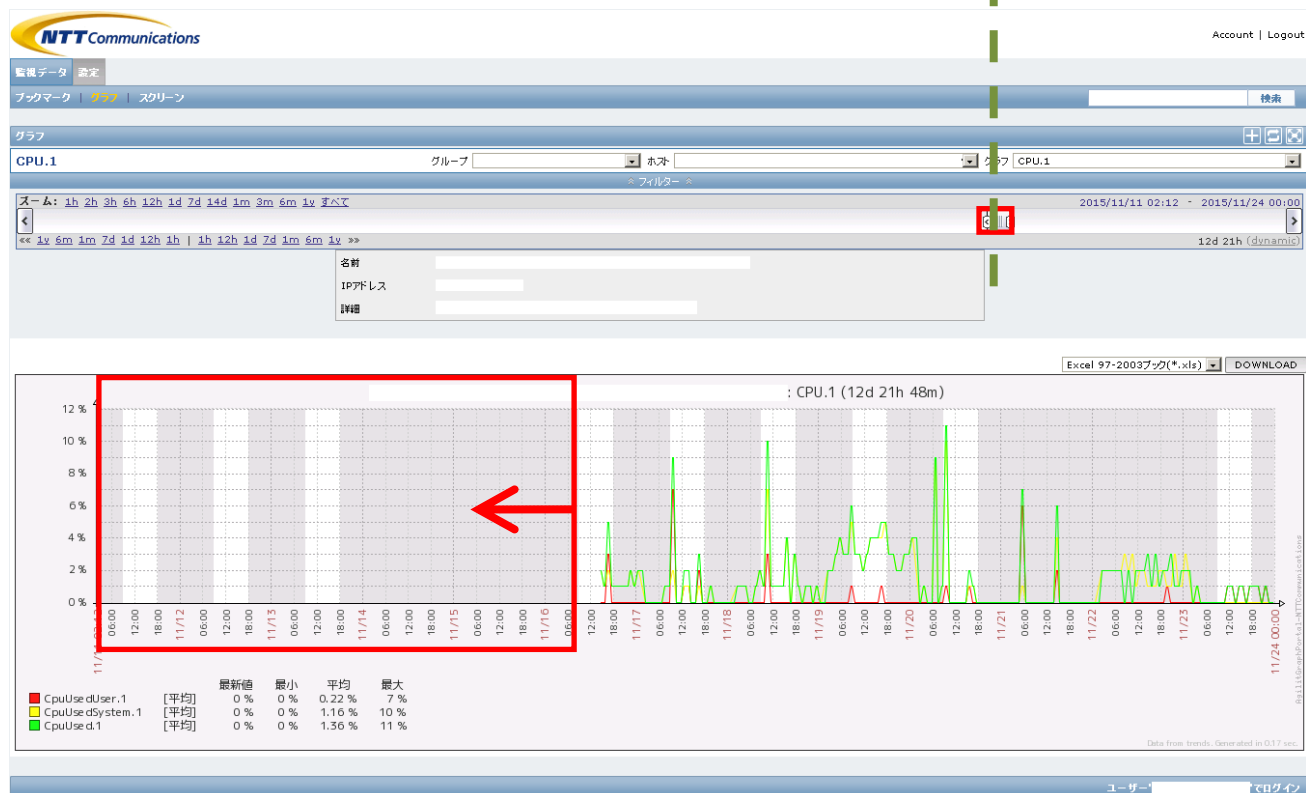 NTT Communications
Account | Logout
監視データ 設定
ブックマーク | グラフ | スクリーン
検索
グラフ
CPU.1 グループ ホスト グラフ CPU.1
≪ フィルター ≪
ズーム: 1h 2h 3h 6h 12h 1d 7d 14d 1m 3m 6m 1y すべて 2015/11/11 02:12 - 2015/11/24 00:00
«« 1y 6m 1m 7d 1d 12h 1h | 1h 12h 1d 7d 1m 6m 1y »» 12d 21h (dynamic)
名前
IPアドレス
詳細
Excel 97-2003ブック(*.xls) DOWNLOAD
: CPU.1 (12d 21h 48m)
12 %
10 %
8 %
6 %
4 %
2 %
0 %
06:00 12:00 18:00 11/12 06:00 12:00 18:00 11/13 06:00 12:00 18:00 11/14 06:00 12:00 18:00 11/15 06:00 12:00 18:00 11/16 06:00 12:00 18:00 11/17 06:00 12:00 18:00 11/18 06:00 12:00 18:00 11/19 06:00 12:00 18:00 11/20 06:00 12:00 18:00 11/21 06:00 12:00 18:00 11/22 06:00 12:00 18:00 11/23 06:00 12:00 18:00 11/24 00:00
最新値 最小 平均 最大
CpuUsedUser.1 [平均] 0 % 0 % 0.22 % 7 %
CpuUsedSystem.1 [平均] 0 % 0 % 1.16 % 10 %
CpuUsed.1 [平均] 0 % 0 % 1.36 % 11 %
Data from trends. Generated in 0.17 sec.
ユーザー" "でログイン